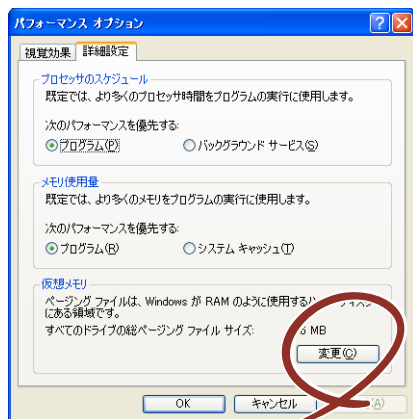 パフォーマンス オプション
視覚効果 詳細設定
プロセッサのスケジュール
既定では、より多くのプロセッサ時間をプログラムの実行に使用します。
次のパフォーマンスを優先する:
プログラム(P) バックグラウンド サービス(S)
メモリ使用量
既定では、より多くのメモリをプログラムの実行に使用します。
次のパフォーマンスを優先する:
プログラム(R) システム キャッシュ(T)
仮想メモリ
ページング ファイルは、Windows が RAM のように使用する
にある領域です。
すべてのドライブの総ページング ファイル サイズ: MB
変更(C)
OK キャンセル (A)